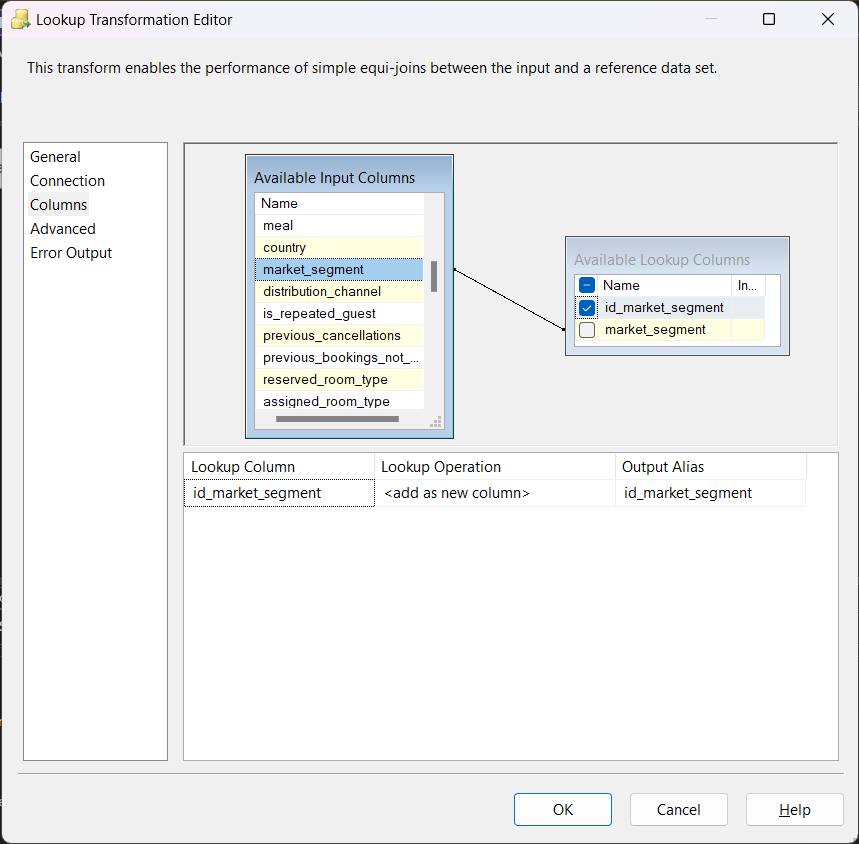 Lookup Transformation Editor
This transform enables the performance of simple equi-joins between the input and a reference data set.
General
Connection
Columns
Advanced
Error Output
Available Input Columns
Name
meal
country
market_segment
distribution_channel
is_repeated_guest
previous_cancellations
previous_bookings_not_...
reserved_room_type
assigned_room_type
Available Lookup Columns
Name In...
id_market_segment
market_segment
Lookup Column Lookup Operation Output Alias
id_market_segment <add as new column> id_market_segment
OK Cancel Help